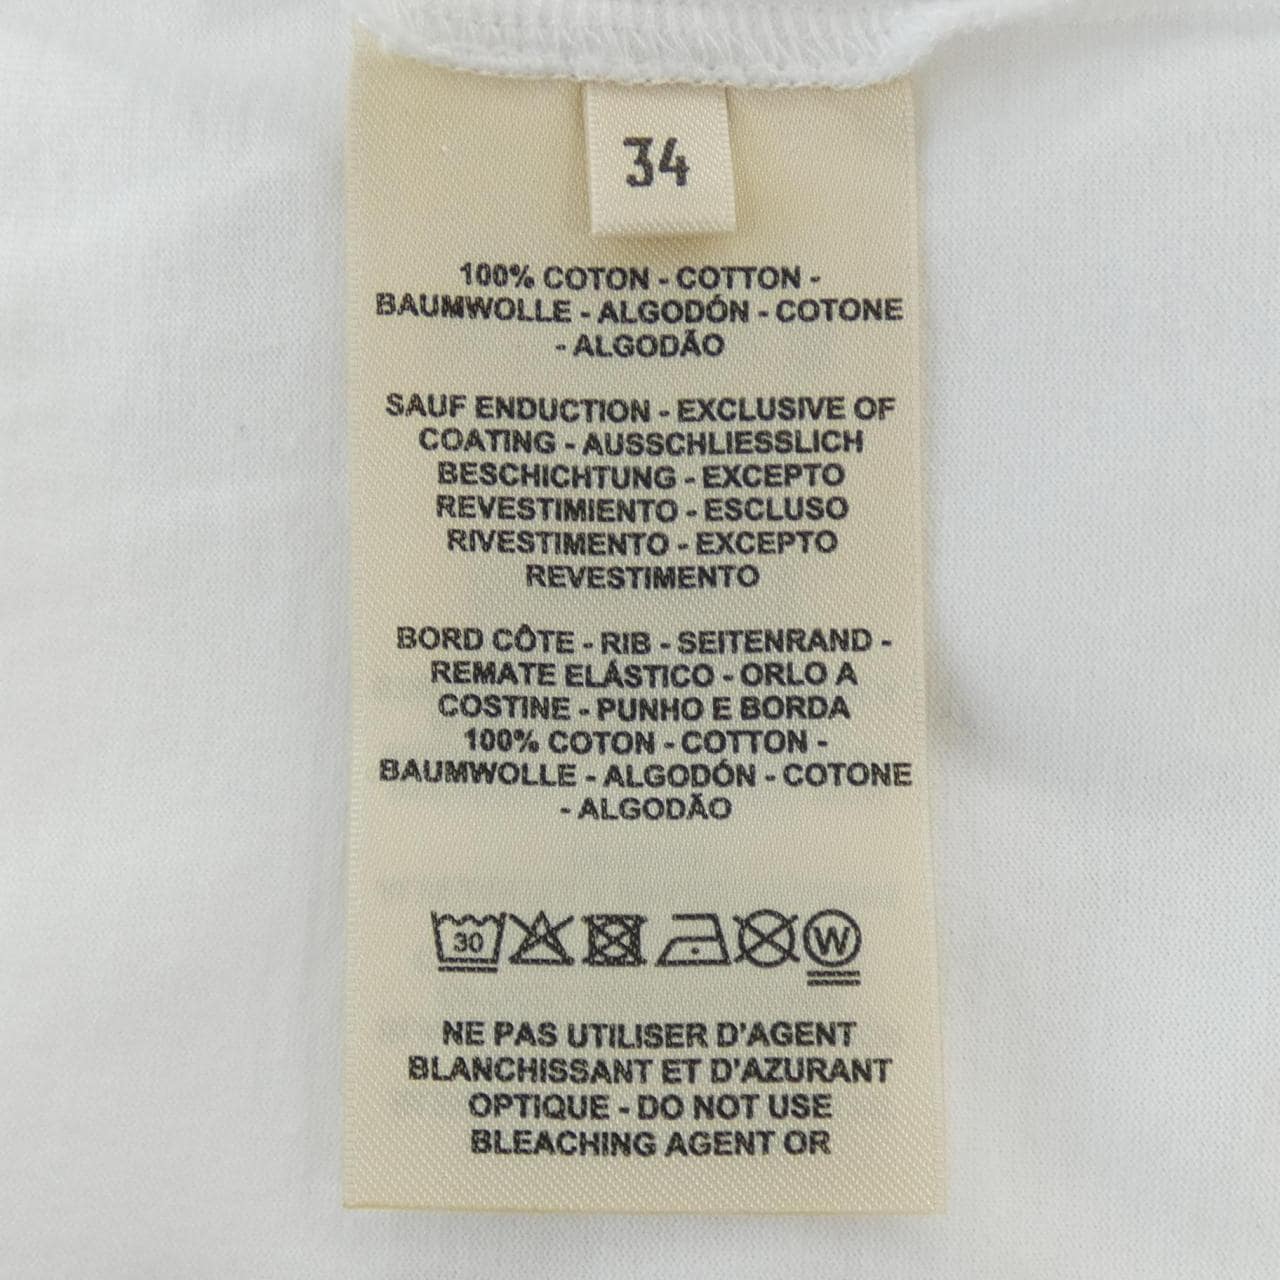 34
100% COTON - COTTON -
BAUMWOLLE - ALGODÓN - COTONE
- ALGODÃO
SAUF ENDUCTION - EXCLUSIVE OF
COATING - AUSSCHLIESSLICH
BESCHICHTUNG - EXCEPTO
REVESTIMIENTO - ESCLUSO
RIVESTIMENTO - EXCEPTO
REVESTIMENTO
BORD CÔTE - RIB - SEITENRAND -
REMATE ELÁSTICO - ORLO A
COSTINE - PUNHO E BORDA
100% COTON - COTTON -
BAUMWOLLE - ALGODÓN - COTONE
- ALGODÃO
30 W
NE PAS UTILISER D'AGENT
BLANCHISSANT ET D'AZURANT
OPTIQUE - DO NOT USE
BLEACHING AGENT OR